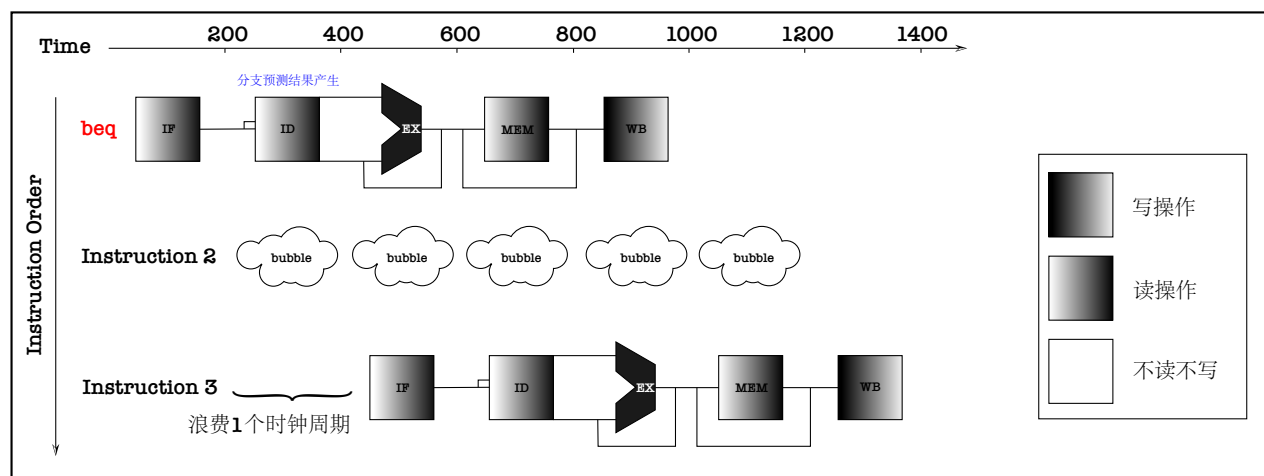 Time 200 400 600 800 1000 1200 1400
分支预测结果产生
beq IF ID EX MEM WB
Instruction 2 bubble bubble bubble bubble bubble
Instruction 3 IF ID EX MEM WB
浪费1个时钟周期
Instruction Order
写操作
读操作
不读不写